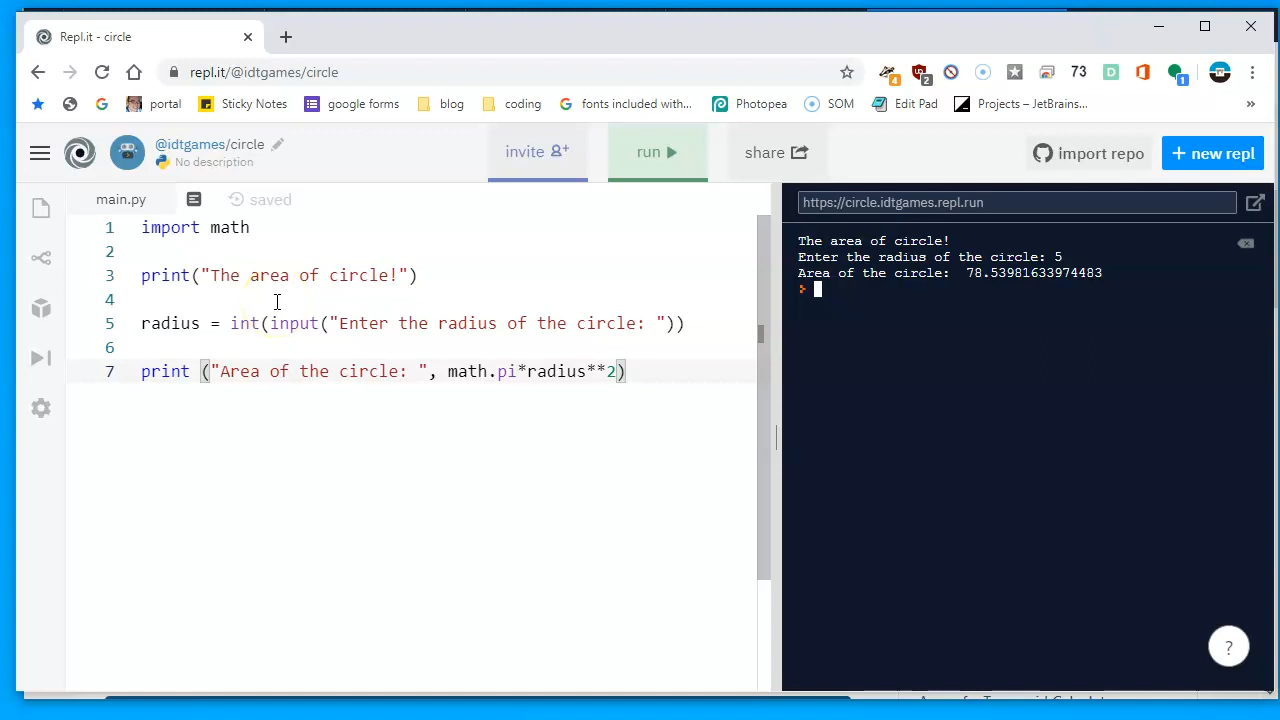 Repl.it - circle
repl.it/@idtgames/circle
4
2
73
D
1
portal
Sticky Notes
google forms
blog
coding
fonts included with...
Photopea
SOM
Edit Pad
Projects – JetBrains...
»
@idtgames/circle
No description
invite
run
share
import repo
+ new repl
main.py
saved
https://circle.idtgames.repl.run
1 import math
2
3 print("The area of circle!")
4
5 radius = int(input("Enter the radius of the circle: "))
6
7 print ("Area of the circle: ", math.pi*radius**2)
The area of circle!
Enter the radius of the circle: 5
Area of the circle:  78.53981633974483
>
?